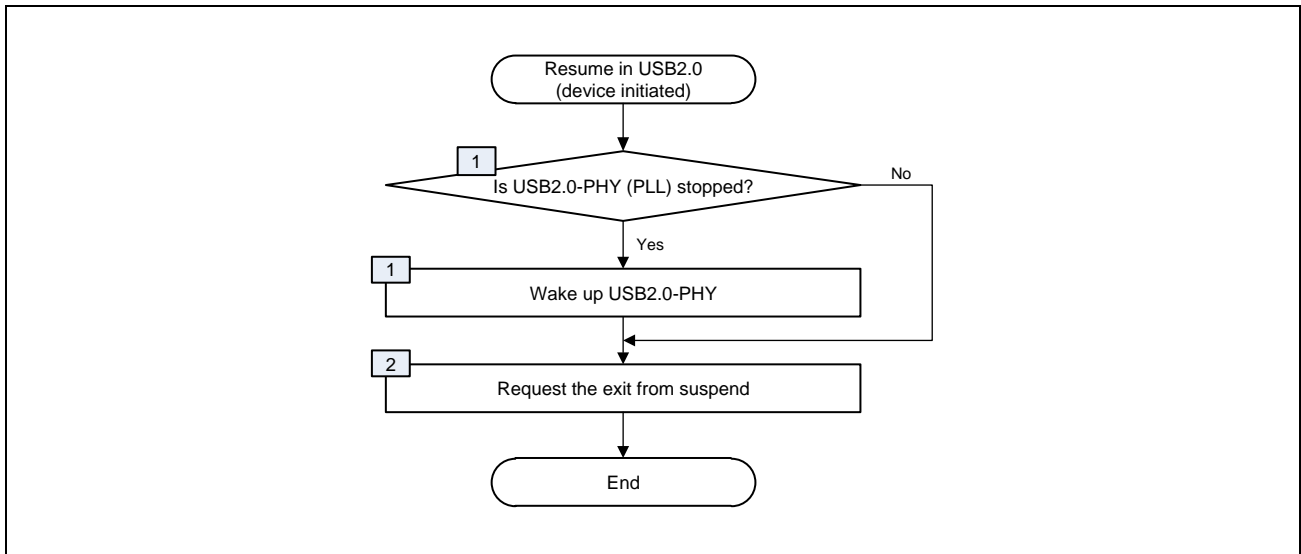 Resume in USB2.0
(device initiated)
1
Is USB2.0-PHY (PLL) stopped?
No
Yes
1
Wake up USB2.0-PHY
2
Request the exit from suspend
End